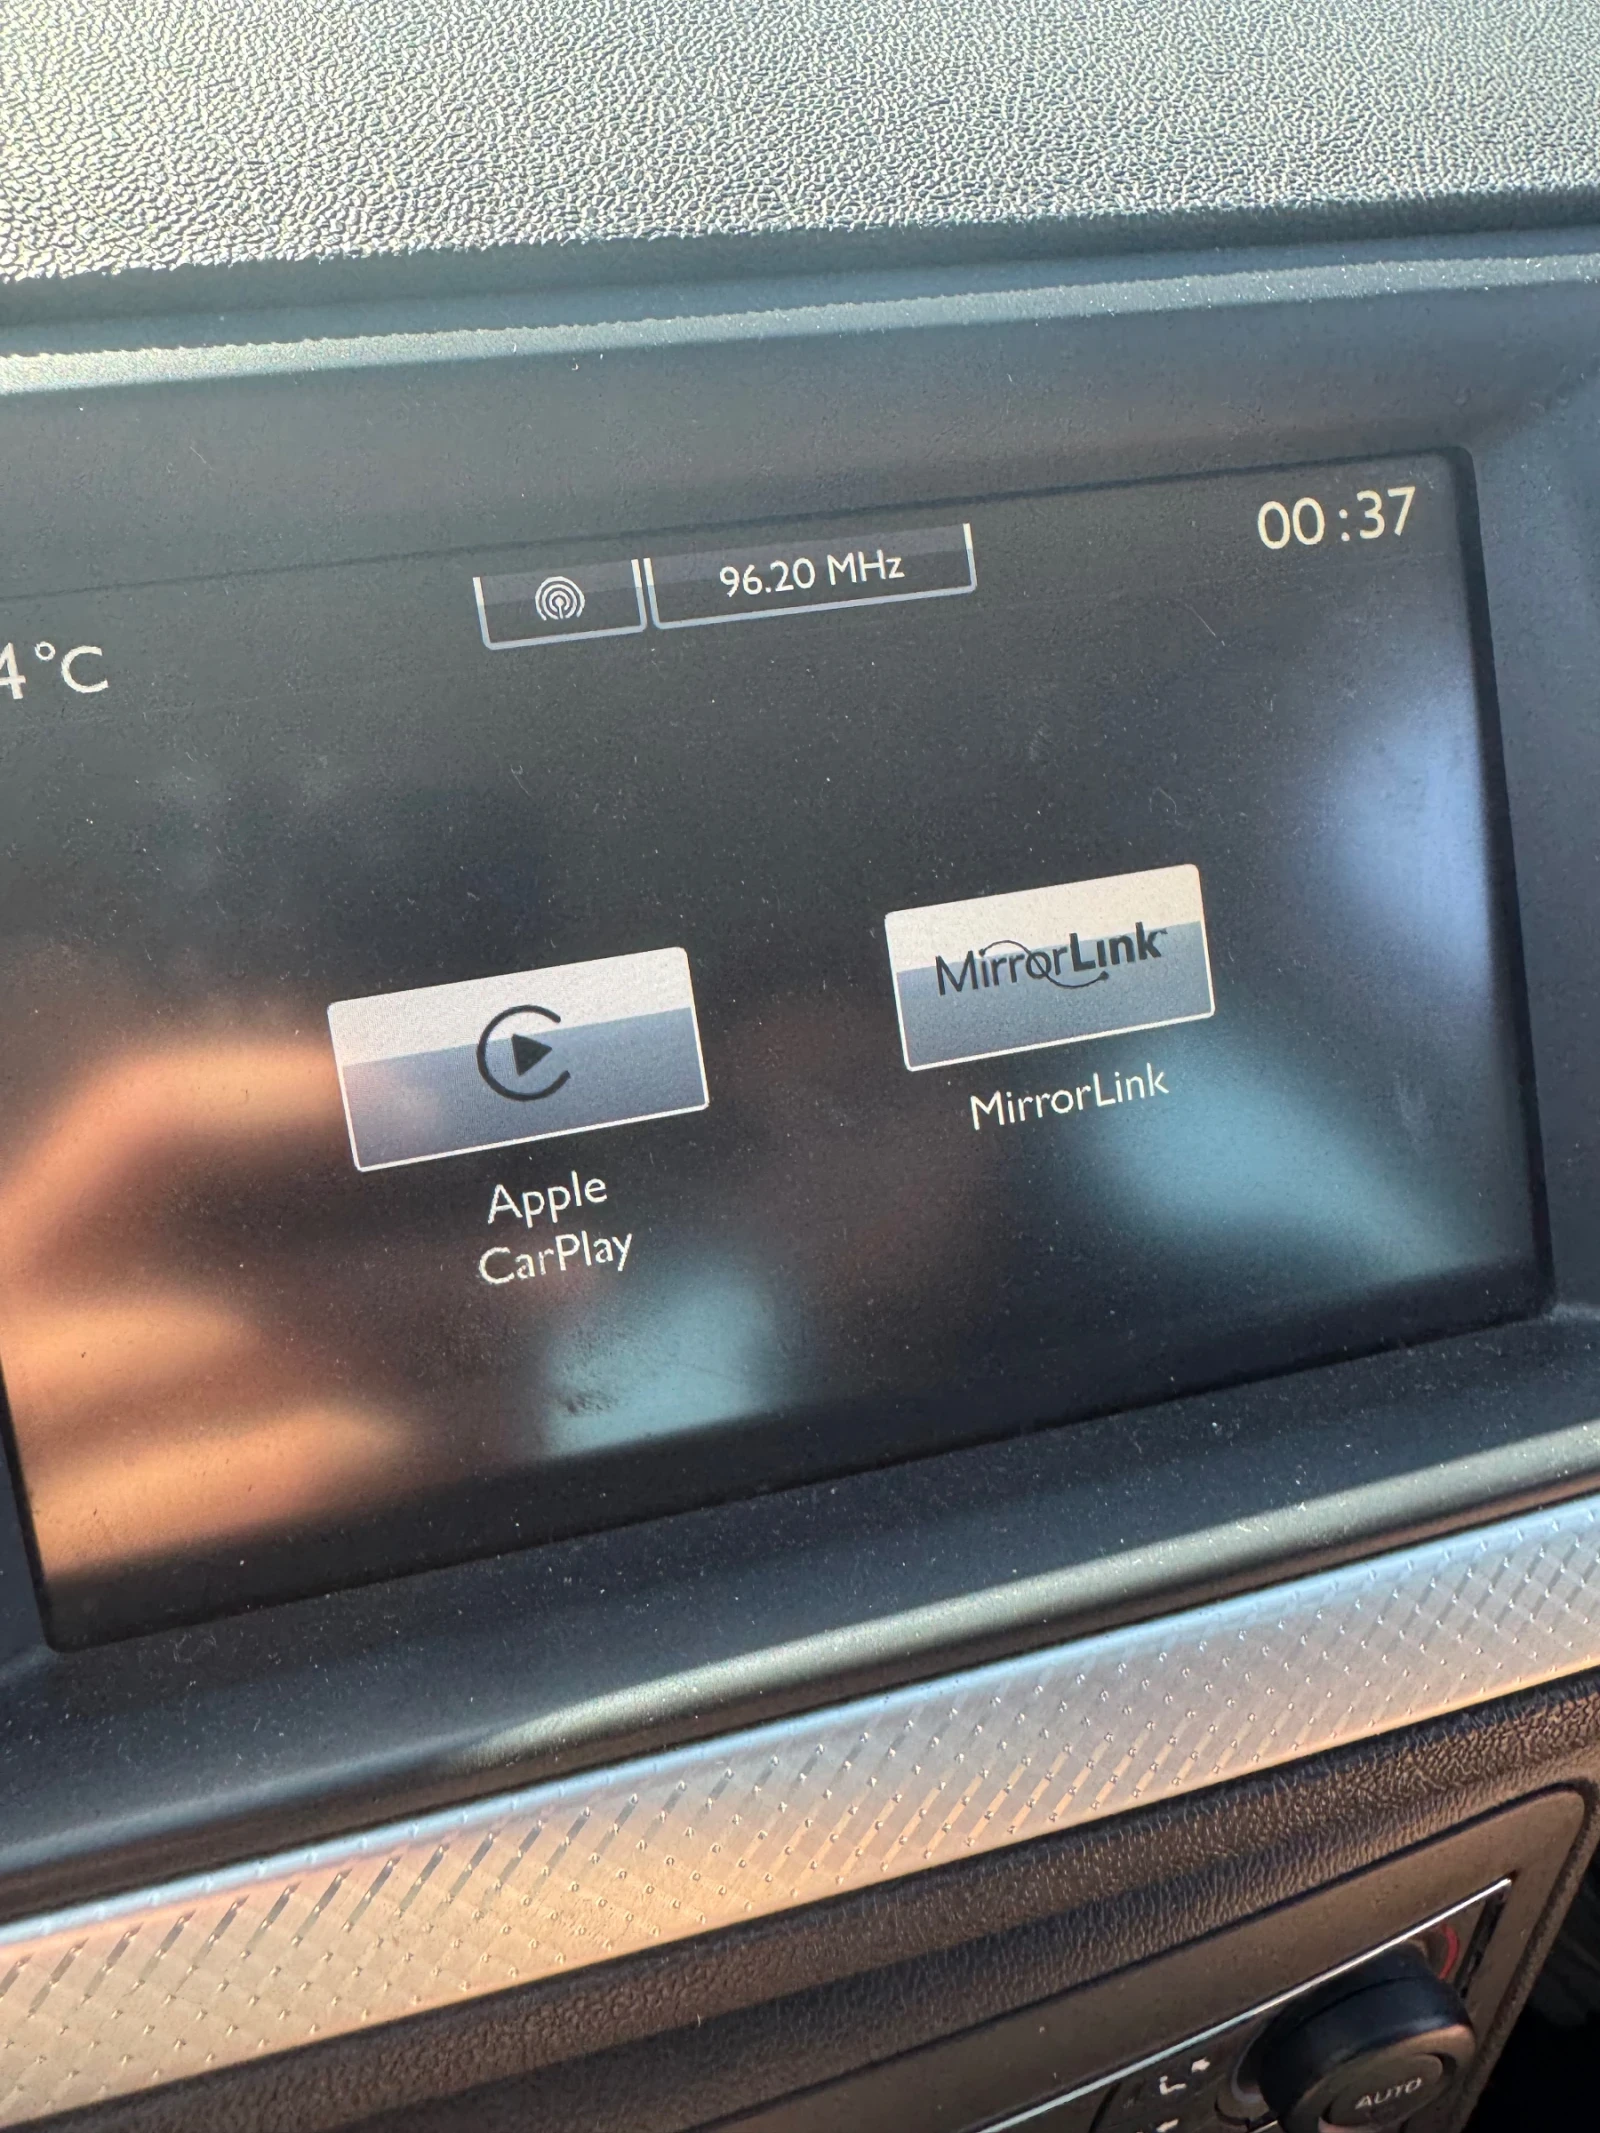 4°C
96.20 MHz
00:37
MirrorLink
Apple
CarPlay
MirrorLink
AUTO